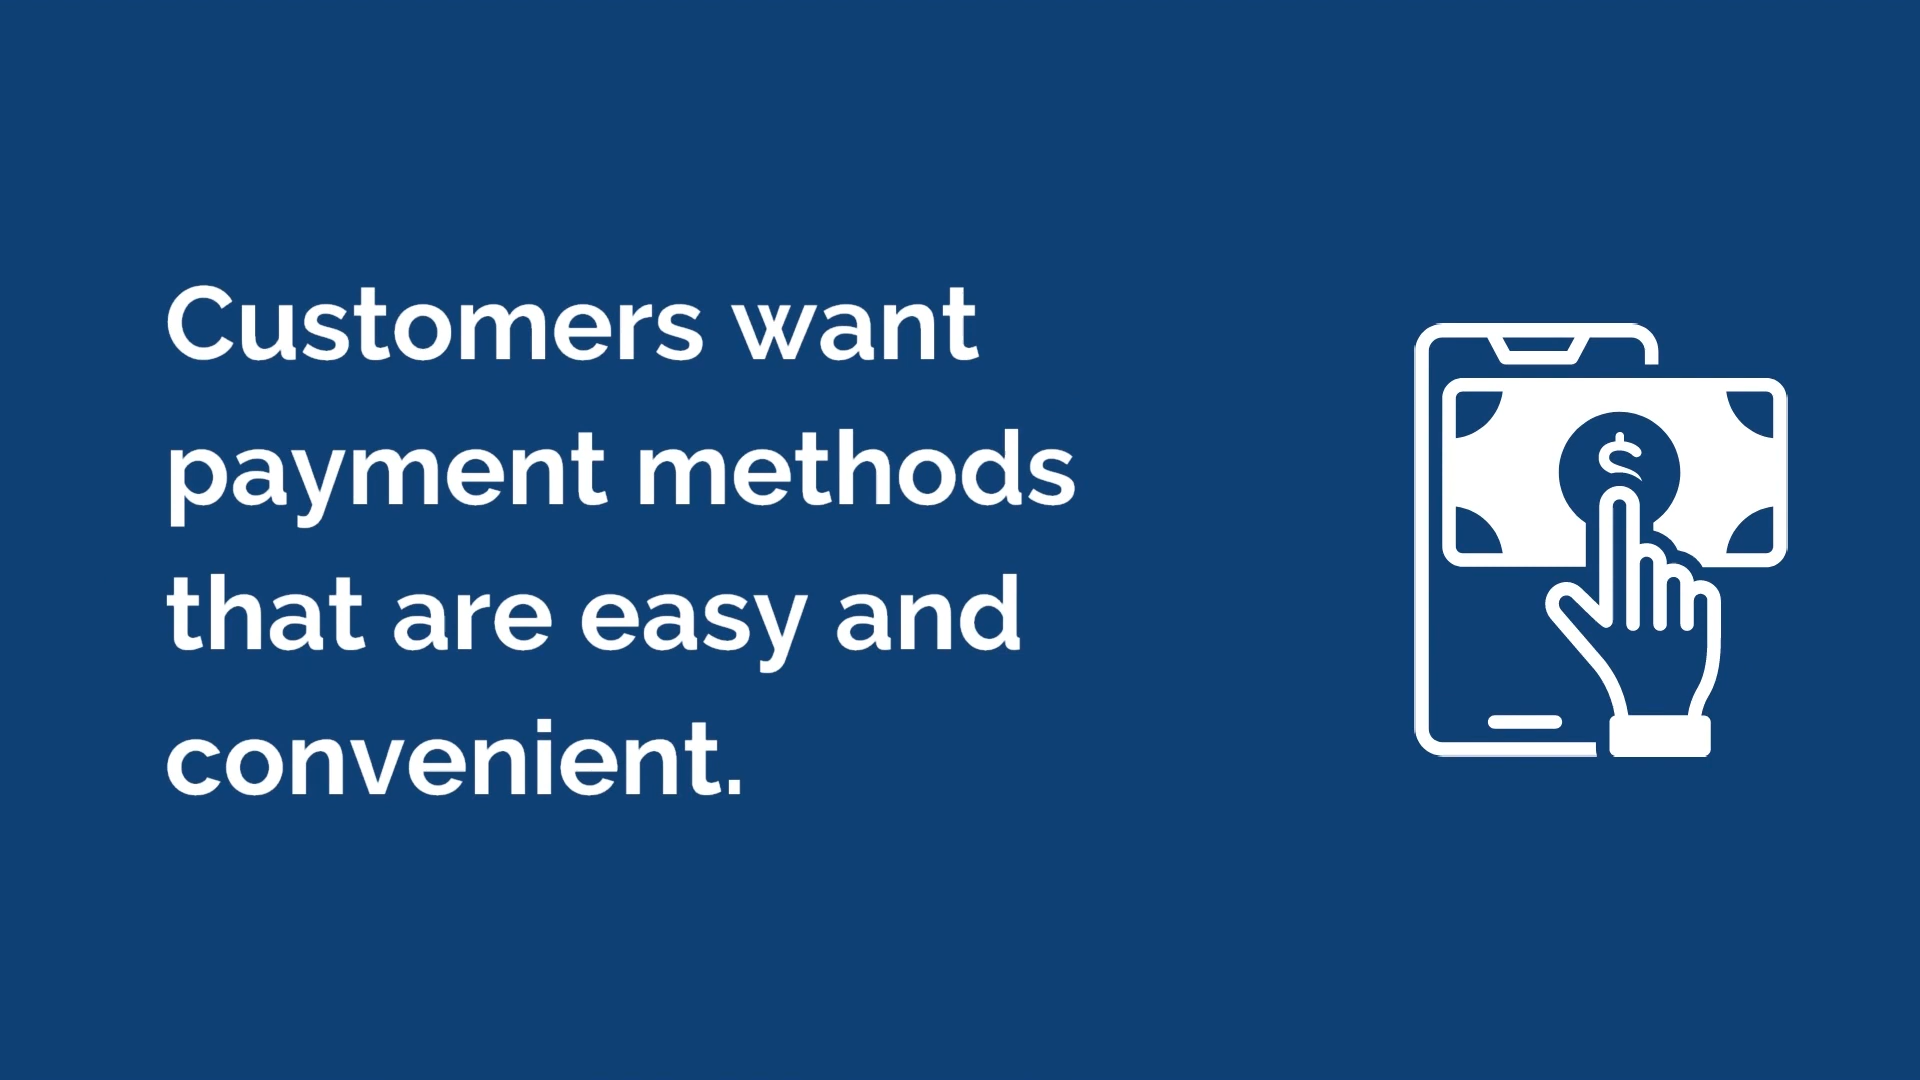 Customers want
payment methods
that are easy and
convenient.
$